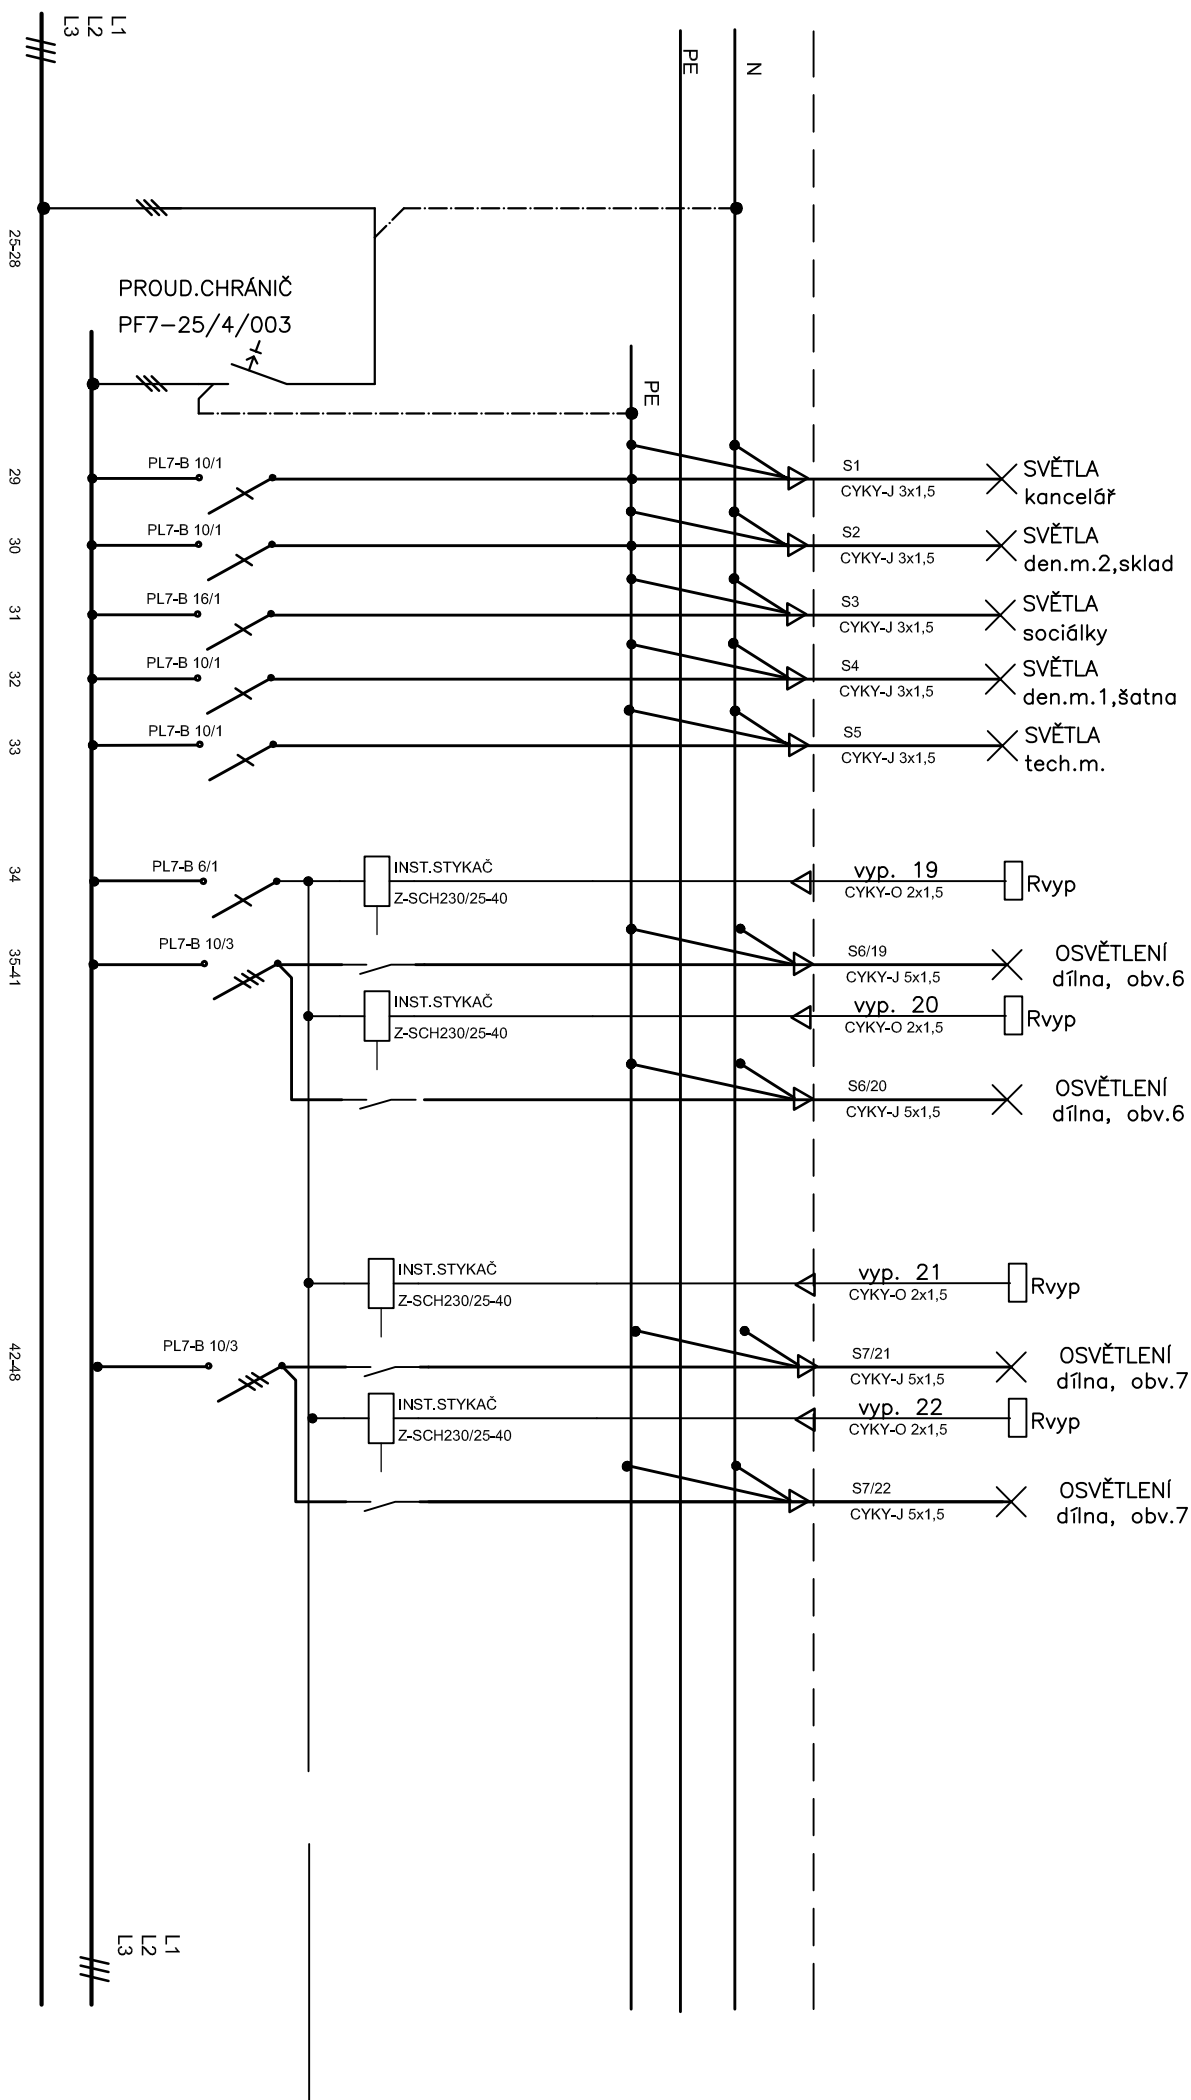 L1
L2
L3
PE
N
25-28
PROUD.CHRÁNIČ
PF7-25/4/003
PE
29
PL7-B 10/1
S1
CYKY-J 3x1,5
SVĚTLA
kancelář
30
PL7-B 10/1
S2
CYKY-J 3x1,5
SVĚTLA
den.m.2,sklad
31
PL7-B 16/1
S3
CYKY-J 3x1,5
SVĚTLA
sociálky
32
PL7-B 10/1
S4
CYKY-J 3x1,5
SVĚTLA
den.m.1,šatna
33
PL7-B 10/1
S5
CYKY-J 3x1,5
SVĚTLA
tech.m.
34
PL7-B 6/1
INST.STYKAČ
Z-SCH230/25-40
vyp. 19
CYKY-O 2x1,5
Rvyp
35-41
PL7-B 10/3
S6/19
CYKY-J 5x1,5
OSVĚTLENÍ
dílna, obv.6
INST.STYKAČ
Z-SCH230/25-40
vyp. 20
CYKY-O 2x1,5
Rvyp
S6/20
CYKY-J 5x1,5
OSVĚTLENÍ
dílna, obv.6
INST.STYKAČ
Z-SCH230/25-40
vyp. 21
CYKY-O 2x1,5
Rvyp
42-48
PL7-B 10/3
S7/21
CYKY-J 5x1,5
OSVĚTLENÍ
dílna, obv.7
INST.STYKAČ
Z-SCH230/25-40
vyp. 22
CYKY-O 2x1,5
Rvyp
S7/22
CYKY-J 5x1,5
OSVĚTLENÍ
dílna, obv.7
L1
L2
L3